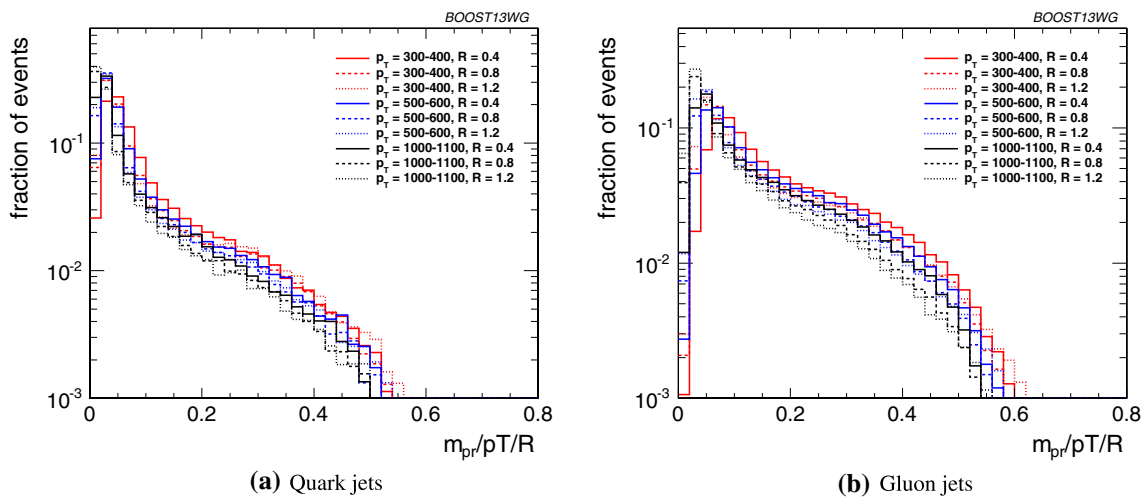 BOOST13WG
fraction of events
10^-1
10^-2
10^-3
p_T = 300-400, R = 0.4
p_T = 300-400, R = 0.8
p_T = 300-400, R = 1.2
p_T = 500-600, R = 0.4
p_T = 500-600, R = 0.8
p_T = 500-600, R = 1.2
p_T = 1000-1100, R = 0.4
p_T = 1000-1100, R = 0.8
p_T = 1000-1100, R = 1.2
0 0.2 0.4 0.6 0.8
m_pr/pT/R
(a) Quark jets
BOOST13WG
fraction of events
10^-1
10^-2
10^-3
p_T = 300-400, R = 0.4
p_T = 300-400, R = 0.8
p_T = 300-400, R = 1.2
p_T = 500-600, R = 0.4
p_T = 500-600, R = 0.8
p_T = 500-600, R = 1.2
p_T = 1000-1100, R = 0.4
p_T = 1000-1100, R = 0.8
p_T = 1000-1100, R = 1.2
0 0.2 0.4 0.6 0.8
m_pr/pT/R
(b) Gluon jets